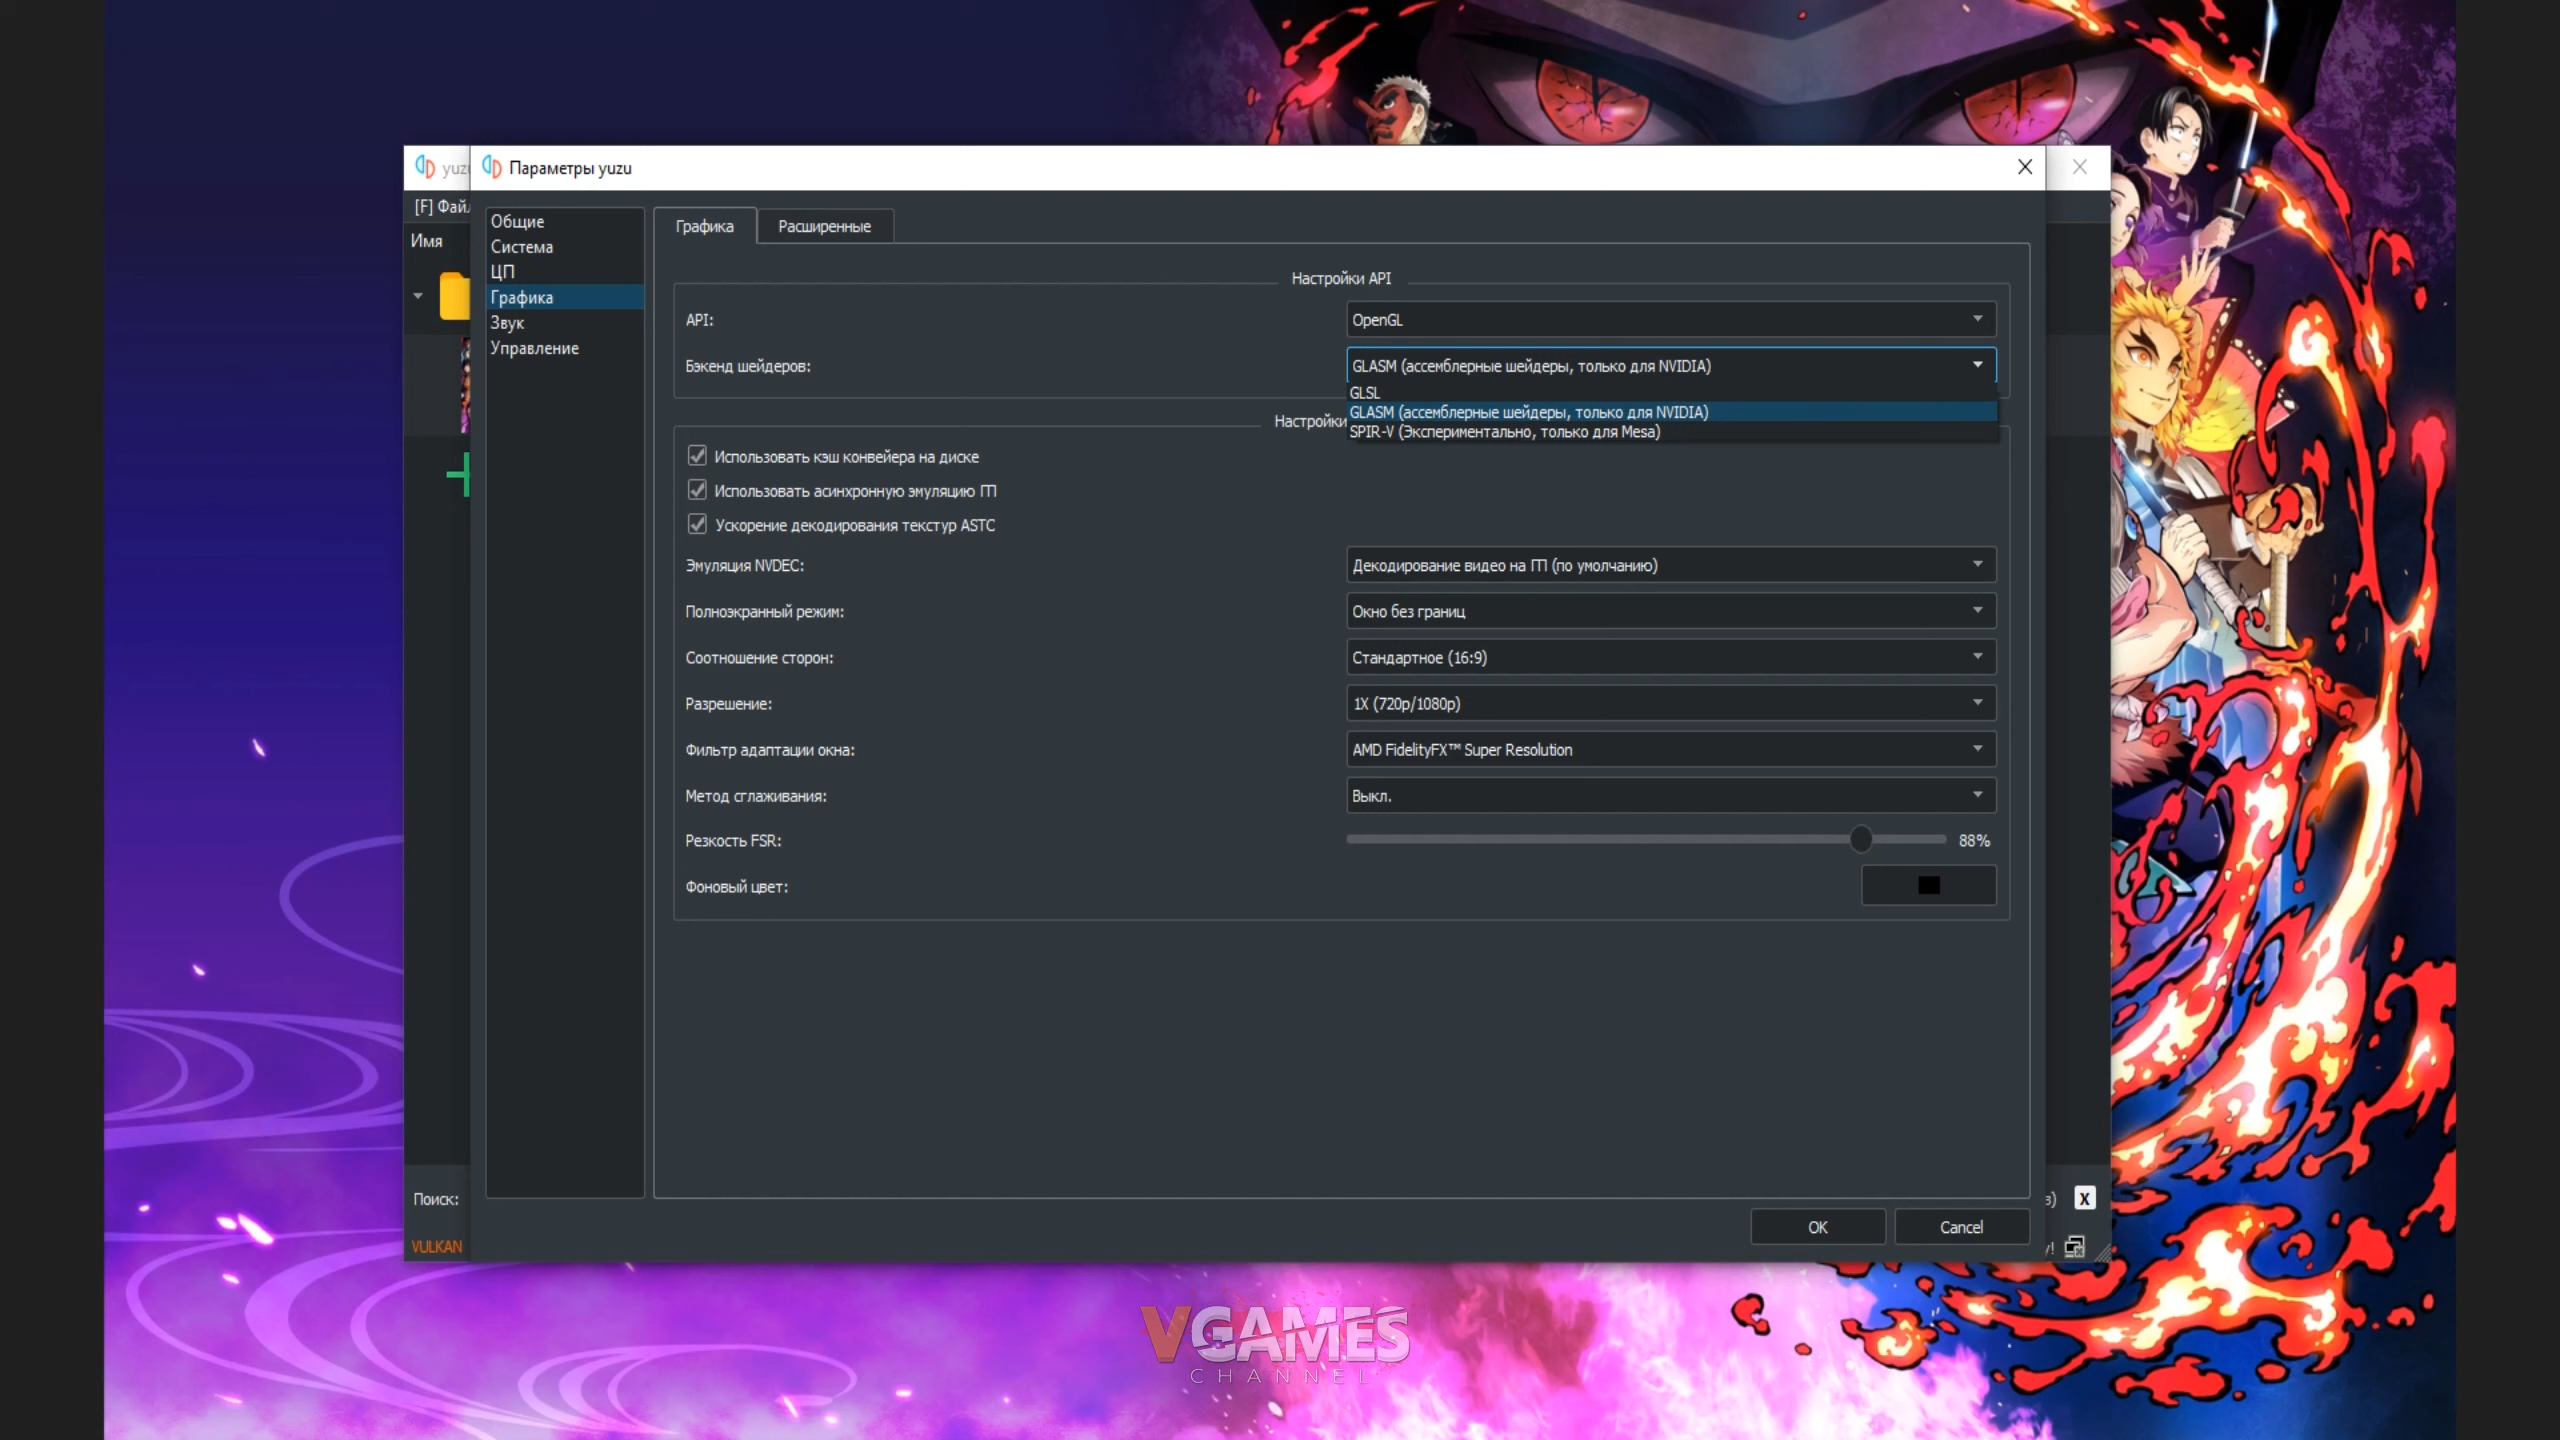 yuzu
Параметры yuzu
[F] Файл
Имя
Поиск:
VULKAN
Общие
Система
ЦП
Графика
Звук
Управление
Графика
Расширенные
Настройки API
API:
OpenGL
Бэкенд шейдеров:
GLASM (ассемблерные шейдеры, только для NVIDIA)
GLSL
GLASM (ассемблерные шейдеры, только для NVIDIA)
SPIR-V (Экспериментально, только для Mesa)
Настройки
Использовать кэш конвейера на диске
Использовать асинхронную эмуляцию ГП
Ускорение декодирования текстур ASTC
Эмуляция NVDEC:
Декодирование видео на ГП (по умолчанию)
Полноэкранный режим:
Окно без границ
Соотношение сторон:
Стандартное (16:9)
Разрешение:
1X (720p/1080p)
Фильтр адаптации окна:
AMD FidelityFX™ Super Resolution
Метод сглаживания:
Выкл.
Резкость FSR:
88%
Фоновый цвет:
OK
Cancel
X
VGAMES
CHANNEL